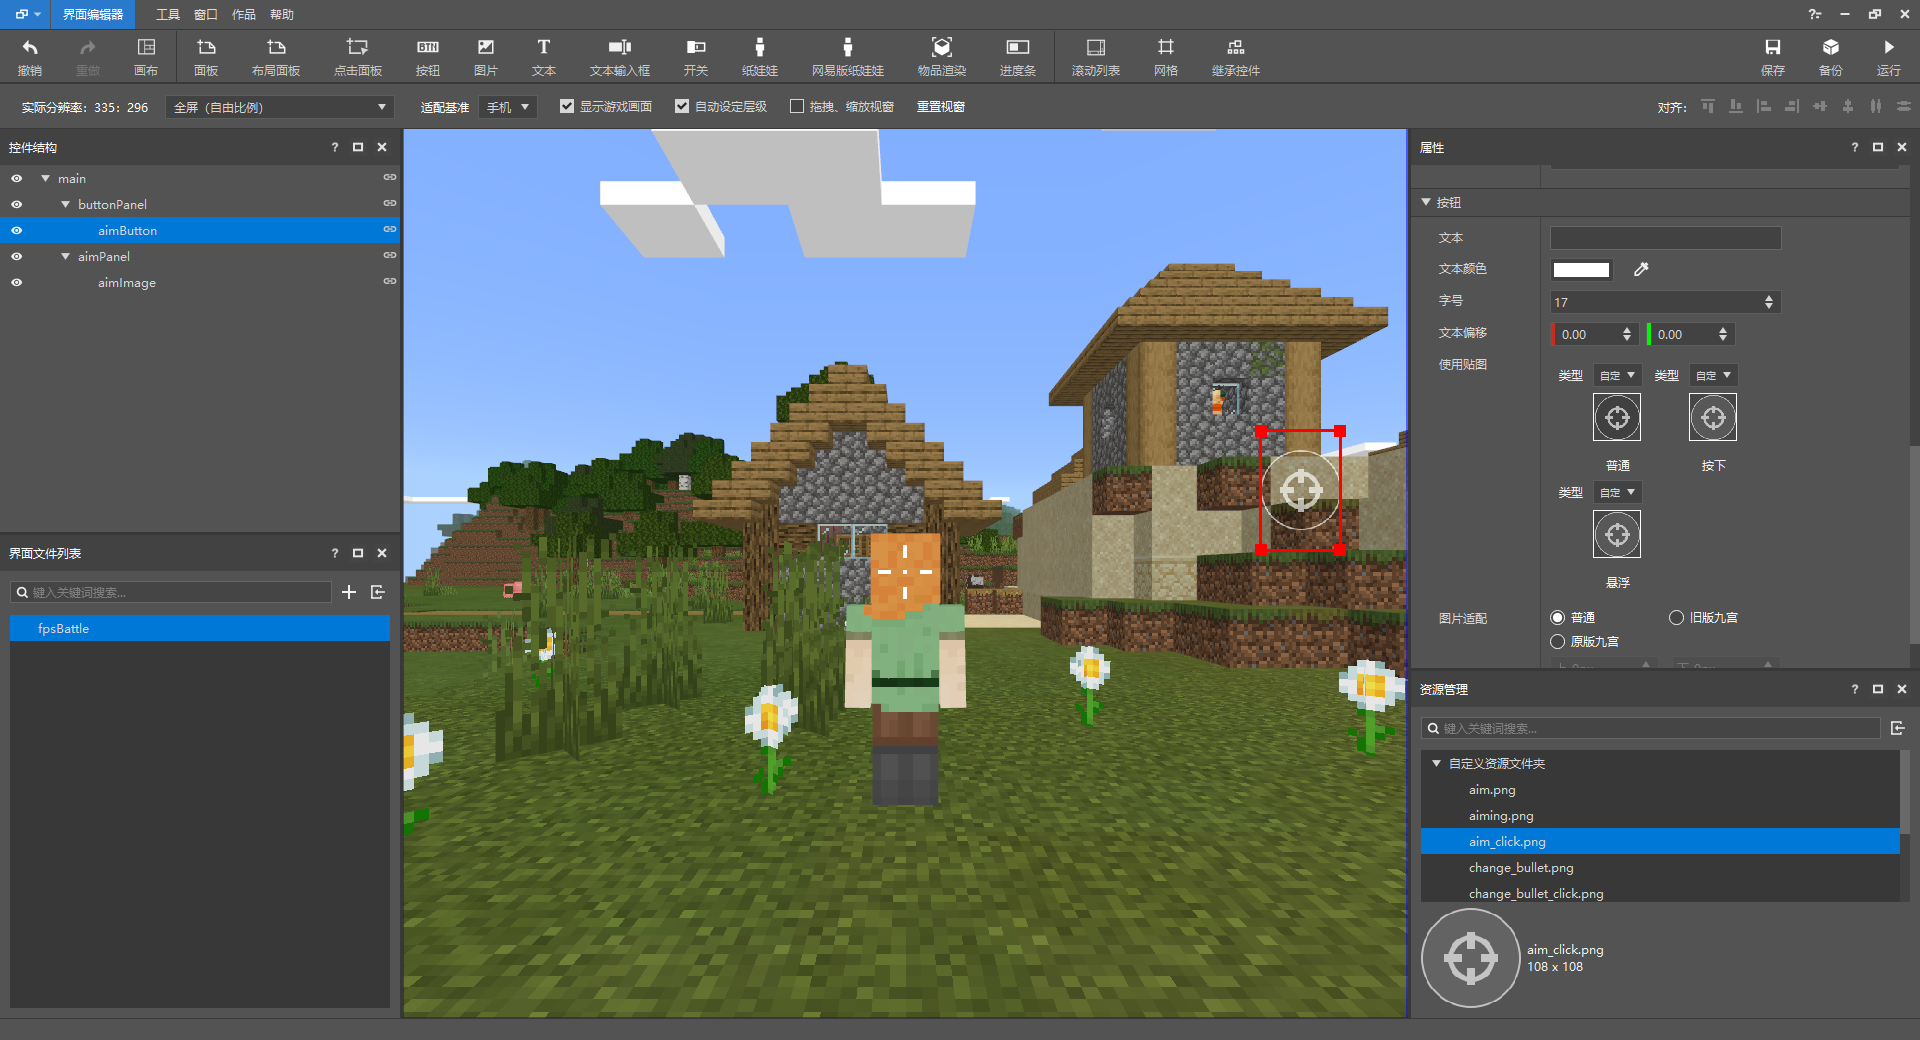 界面编辑器 工具 窗口 作品 帮助
撤销 重做 画布 面板 布局面板 点击面板 按钮 图片 文本 文本输入框 开关 纸娃娃 网易版纸娃娃 物品渲染 进度条 滚动列表 网格 继承控件 保存 备份 运行
实际分辨率：335：296 全屏（自由比例） 适配基准 手机 显示游戏画面 自动设定层级 拖拽、缩放视窗 重置视窗 对齐：
控件结构
main
buttonPanel
aimButton
aimPanel
aimImage
界面文件列表
键入关键词搜索...
fpsBattle
属性
按钮
文本
文本颜色
字号 17
文本偏移 0.00 0.00
使用贴图
类型 自定 类型 自定
普通 按下
类型 自定
悬浮
图片适配 普通 旧版九宫
原版九宫
资源管理
键入关键词搜索...
自定义资源文件夹
aim.png
aiming.png
aim_click.png
change_bullet.png
change_bullet_click.png
aim_click.png
108 x 108